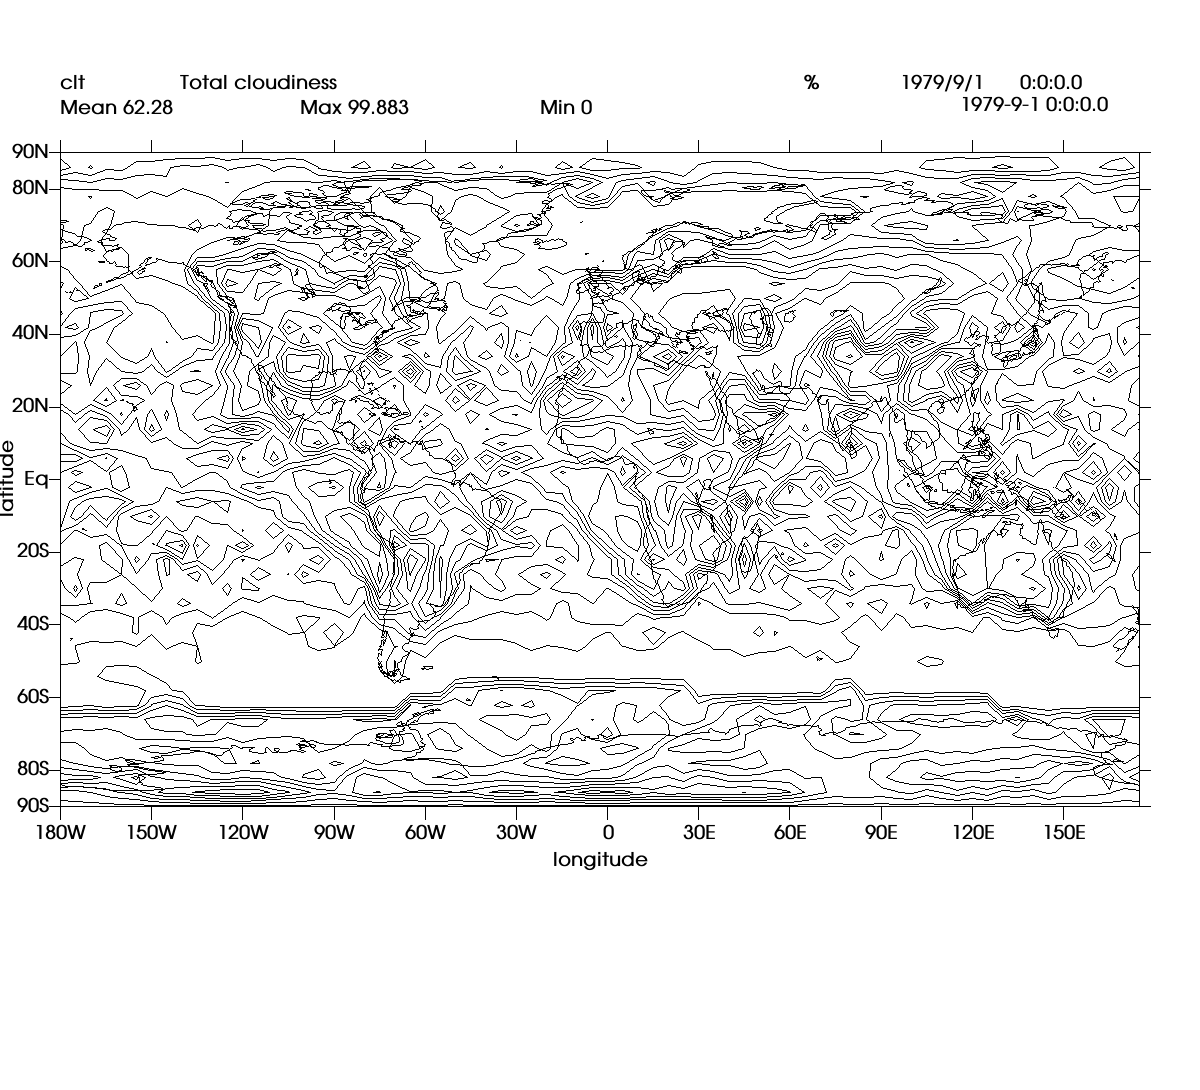 clt Total cloudiness % 1979/9/1 0:0:0.0
Mean 62.28 Max 99.883 Min 0 1979-9-1 0:0:0.0
90N
80N
60N
40N
20N
latitude
Eq
20S
40S
60S
80S
90S
180W 150W 120W 90W 60W 30W 0 30E 60E 90E 120E 150E
longitude